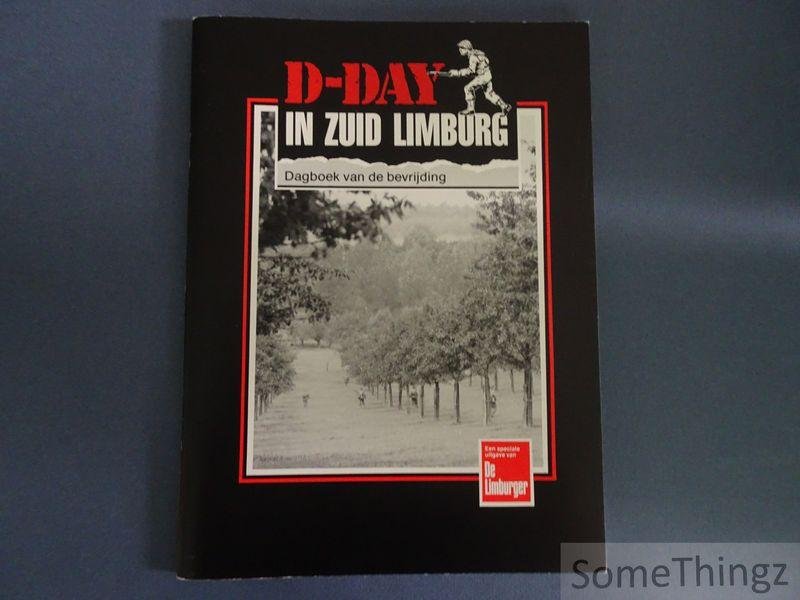 D-DAY
IN ZUID LIMBURG
Dagboek van de bevrijding
Een speciale
uitgave van
De
Limburger
SomeThingz